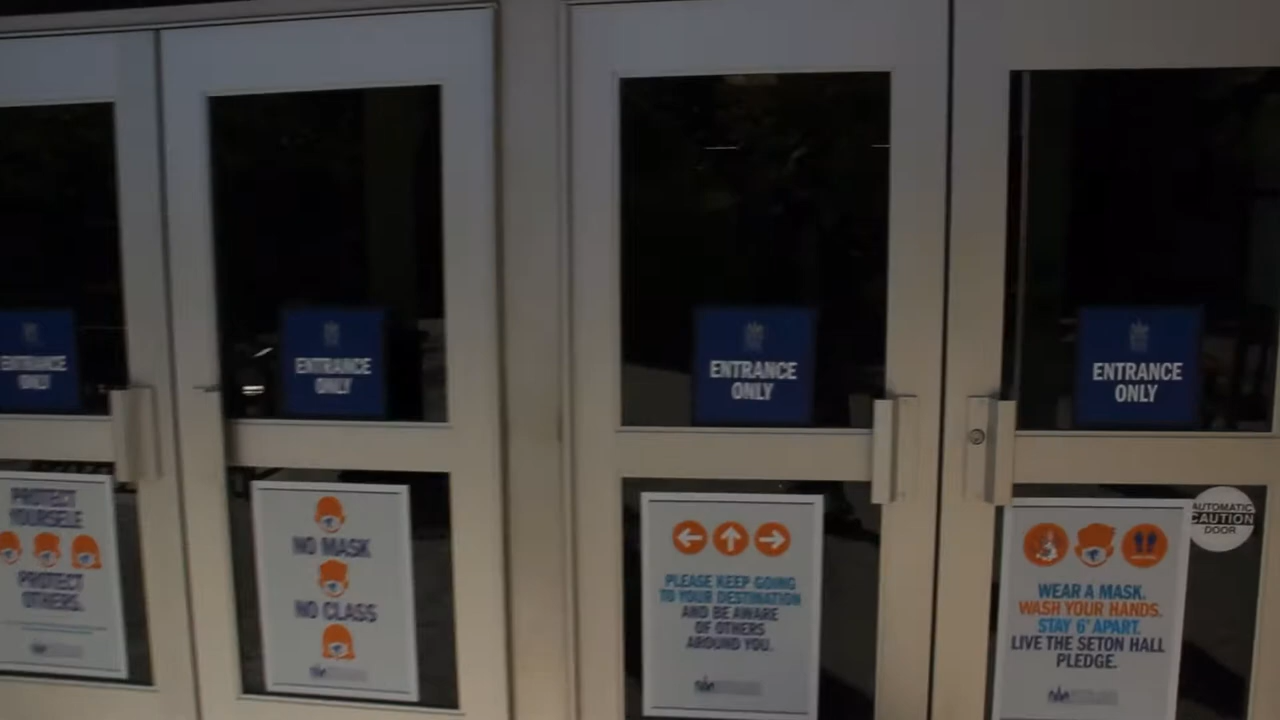 ENTRANCE
ONLY
ENTRANCE
ONLY
ENTRANCE
ONLY
ENTRANCE
ONLY
PROTECT
YOURSELF
PROTECT
OTHERS.
NO MASK
NO CLASS
PLEASE KEEP GOING
TO YOUR DESTINATION
AND BE AWARE
OF OTHERS
AROUND YOU.
WEAR A MASK.
WASH YOUR HANDS.
STAY 6' APART.
LIVE THE SETON HALL
PLEDGE.
AUTOMATIC
CAUTION
DOOR